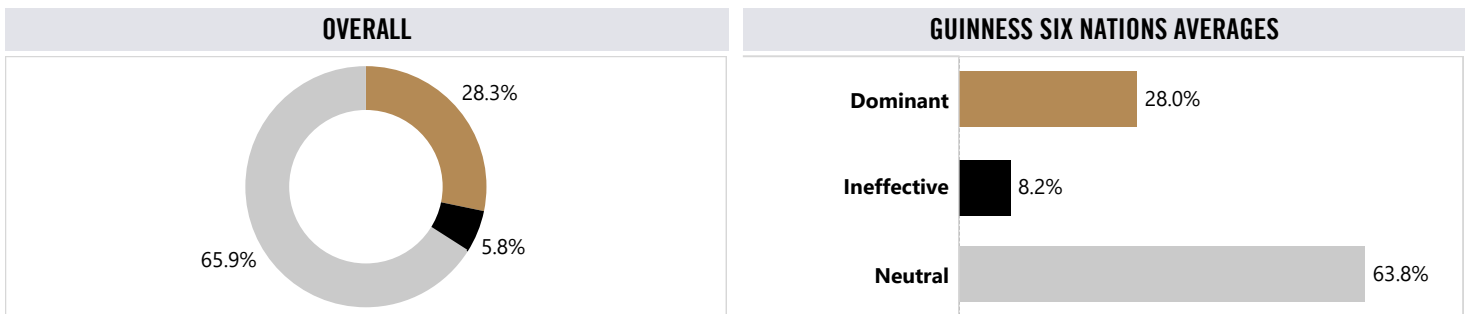 OVERALL
28.3%
5.8%
65.9%
GUINNESS SIX NATIONS AVERAGES
Dominant 28.0%
Ineffective 8.2%
Neutral 63.8%